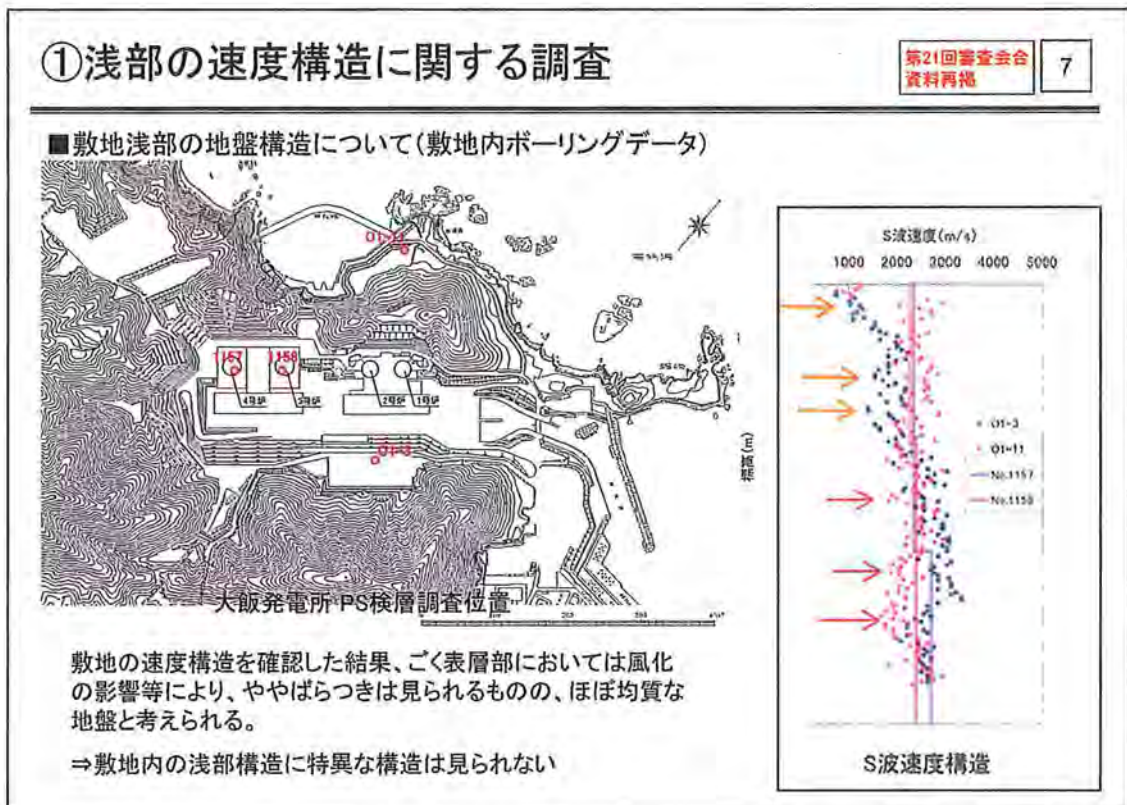 ①浅部の速度構造に関する調査
第21回審査会合
資料再掲
7
■敷地浅部の地盤構造について(敷地内ボーリングデータ)
O1-11
1157
1158
4号炉
3号炉
2号炉
1号炉
O1-3
大飯発電所 PS検層調査位置
S波速度(m/s)
1000 2000 3000 4000 5000
標高(m)
O1-3
O1-11
No.1157
No.1158
S波速度構造
敷地の速度構造を確認した結果、ごく表層部においては風化
の影響等により、ややばらつきは見られるものの、ほぼ均質な
地盤と考えられる。
⇒敷地内の浅部構造に特異な構造は見られない